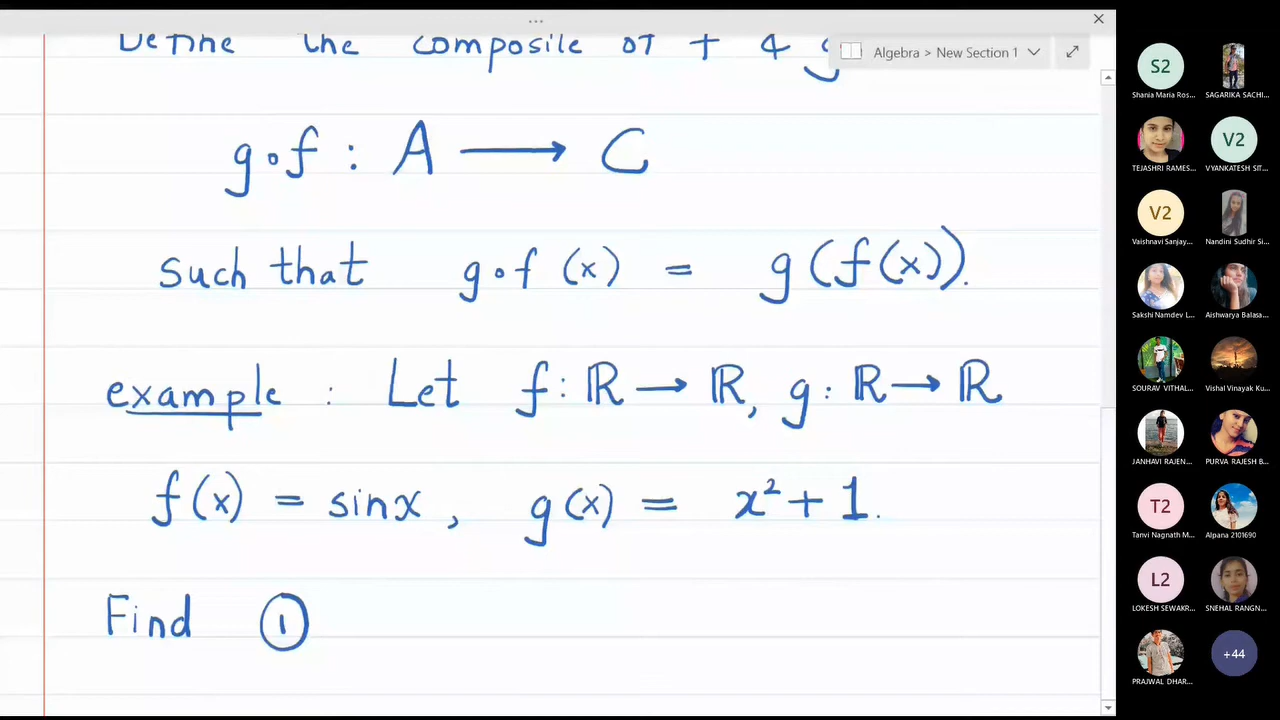 Define the composite of f & g
Algebra > New Section 1
g∘f : A ⟶ C
such that g∘f (x) = g(f(x)).
example : Let f: ℝ → ℝ, g: ℝ → ℝ
f(x) = sinx, g(x) = x² + 1.
Find ①
S2
Shania Maria Ros...
SAGARIKA SACHI...
TEJASHRI RAMES...
V2
VYANKATESH SIT...
V2
Vaishnavi Sanjay...
Nandini Sudhir Si...
Sakshi Namdev L...
Aishwarya Balasa...
SOURAV VITHAL...
Vishal Vinayak Ku...
JANHAVI RAJEN...
PURVA RAJESH B...
T2
Tanvi Nagnath M...
Alpana 2101690
L2
LOKESH SEWAKR...
SNEHAL RANGN...
PRAJWAL DHAR...
+44